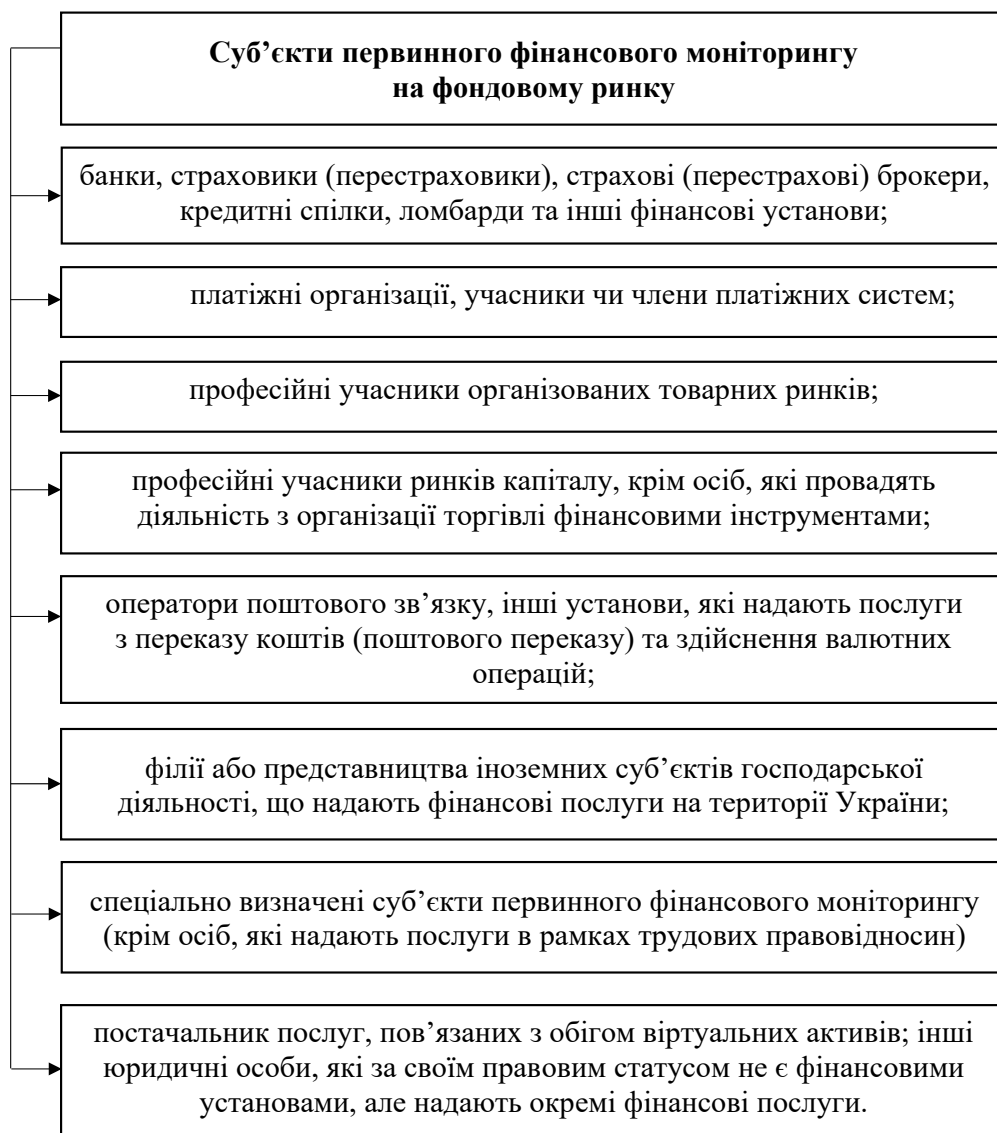 Суб’єкти первинного фінансового моніторингу
на фондовому ринку
банки, страховики (перестраховики), страхові (перестрахові) брокери,
кредитні спілки, ломбарди та інші фінансові установи;
платіжні організації, учасники чи члени платіжних систем;
професійні учасники організованих товарних ринків;
професійні учасники ринків капіталу, крім осіб, які провадять
діяльність з організації торгівлі фінансовими інструментами;
оператори поштового зв’язку, інші установи, які надають послуги
з переказу коштів (поштового переказу) та здійснення валютних
операцій;
філії або представництва іноземних суб’єктів господарської
діяльності, що надають фінансові послуги на території України;
спеціально визначені суб’єкти первинного фінансового моніторингу
(крім осіб, які надають послуги в рамках трудових правовідносин)
постачальник послуг, пов’язаних з обігом віртуальних активів; інші
юридичні особи, які за своїм правовим статусом не є фінансовими
установами, але надають окремі фінансові послуги.